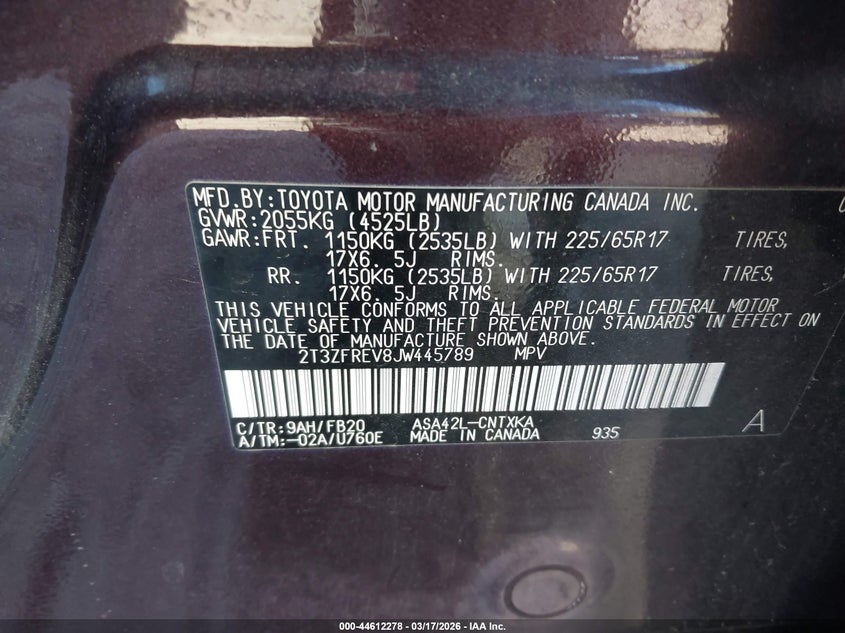 MFD.BY:TOYOTA MOTOR MANUFACTURING CANADA INC.
GVWR:2055KG (4525LB)
GAWR:FRT. 1150KG (2535LB) WITH 225/65R17 TIRES,
17X6. 5J RIMS.
RR. 1150KG (2535LB) WITH 225/65R17 TIRES,
17X6. 5J RIMS.
THIS VEHICLE CONFORMS TO ALL APPLICABLE FEDERAL MOTOR
VEHICLE SAFETY AND THEFT PREVENTION STANDARDS IN EFFECT ON
THE DATE OF MANUFACTURE SHOWN ABOVE.
2T3ZFREV8JW445789 MPV
C/TR:9AH/FB20 ASA42L-CNTXKA
A/TM:-02A/U760E MADE IN CANADA 935 A
000-44612278 - 03/17/2026 - IAA Inc.